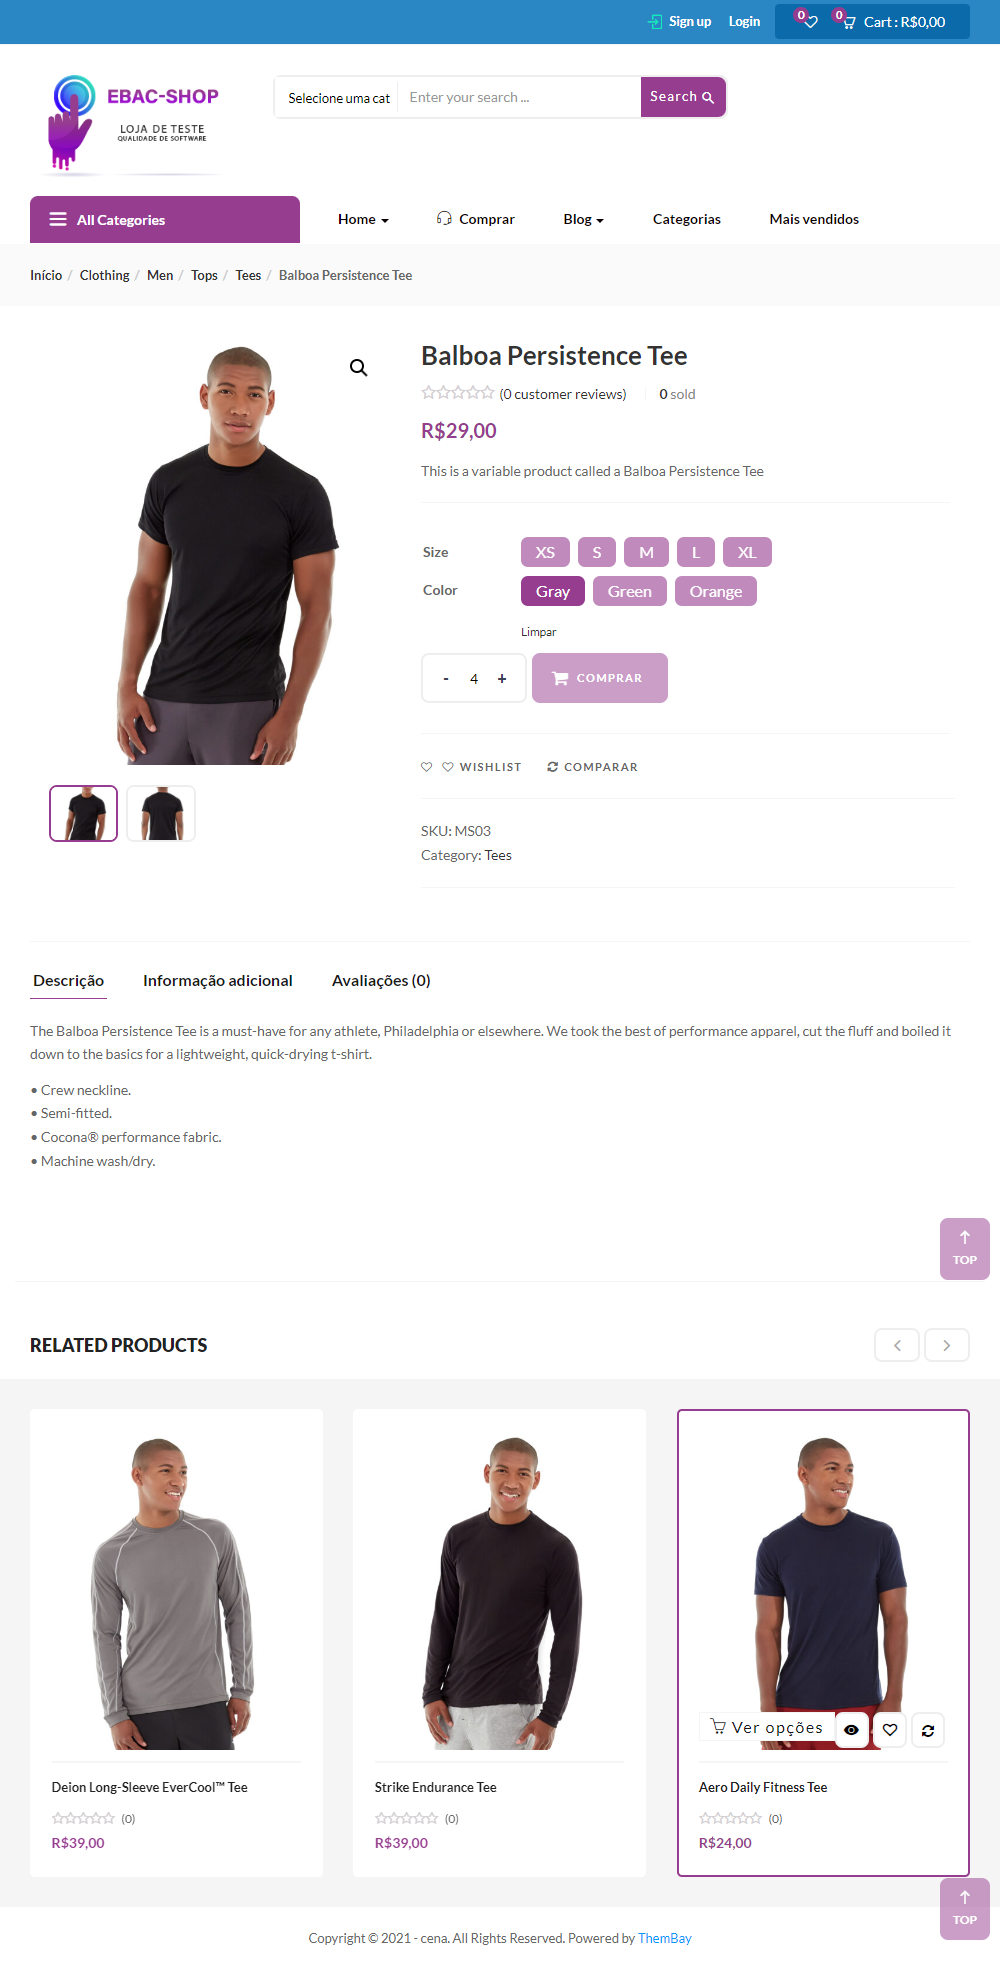 Sign up Login 0 0 Cart : R$0,00
EBAC-SHOP
LOJA DE TESTE
QUALIDADE DE SOFTWARE
Selecione uma cat Enter your search ... Search
All Categories Home Comprar Blog Categorias Mais vendidos
Início / Clothing / Men / Tops / Tees / Balboa Persistence Tee
Balboa Persistence Tee
(0 customer reviews) 0 sold
R$29,00
This is a variable product called a Balboa Persistence Tee
Size XS S M L XL
Color Gray Green Orange
Limpar
- 4 + COMPRAR
WISHLIST COMPARAR
SKU: MS03
Category: Tees
Descrição Informação adicional Avaliações (0)
The Balboa Persistence Tee is a must-have for any athlete, Philadelphia or elsewhere. We took the best of performance apparel, cut the fluff and boiled it
down to the basics for a lightweight, quick-drying t-shirt.
• Crew neckline.
• Semi-fitted.
• Cocona® performance fabric.
• Machine wash/dry.
TOP
RELATED PRODUCTS
Ver opções
Deion Long-Sleeve EverCool™ Tee Strike Endurance Tee Aero Daily Fitness Tee
(0) (0) (0)
R$39,00 R$39,00 R$24,00
TOP
Copyright © 2021 - cena. All Rights Reserved. Powered by ThemBay